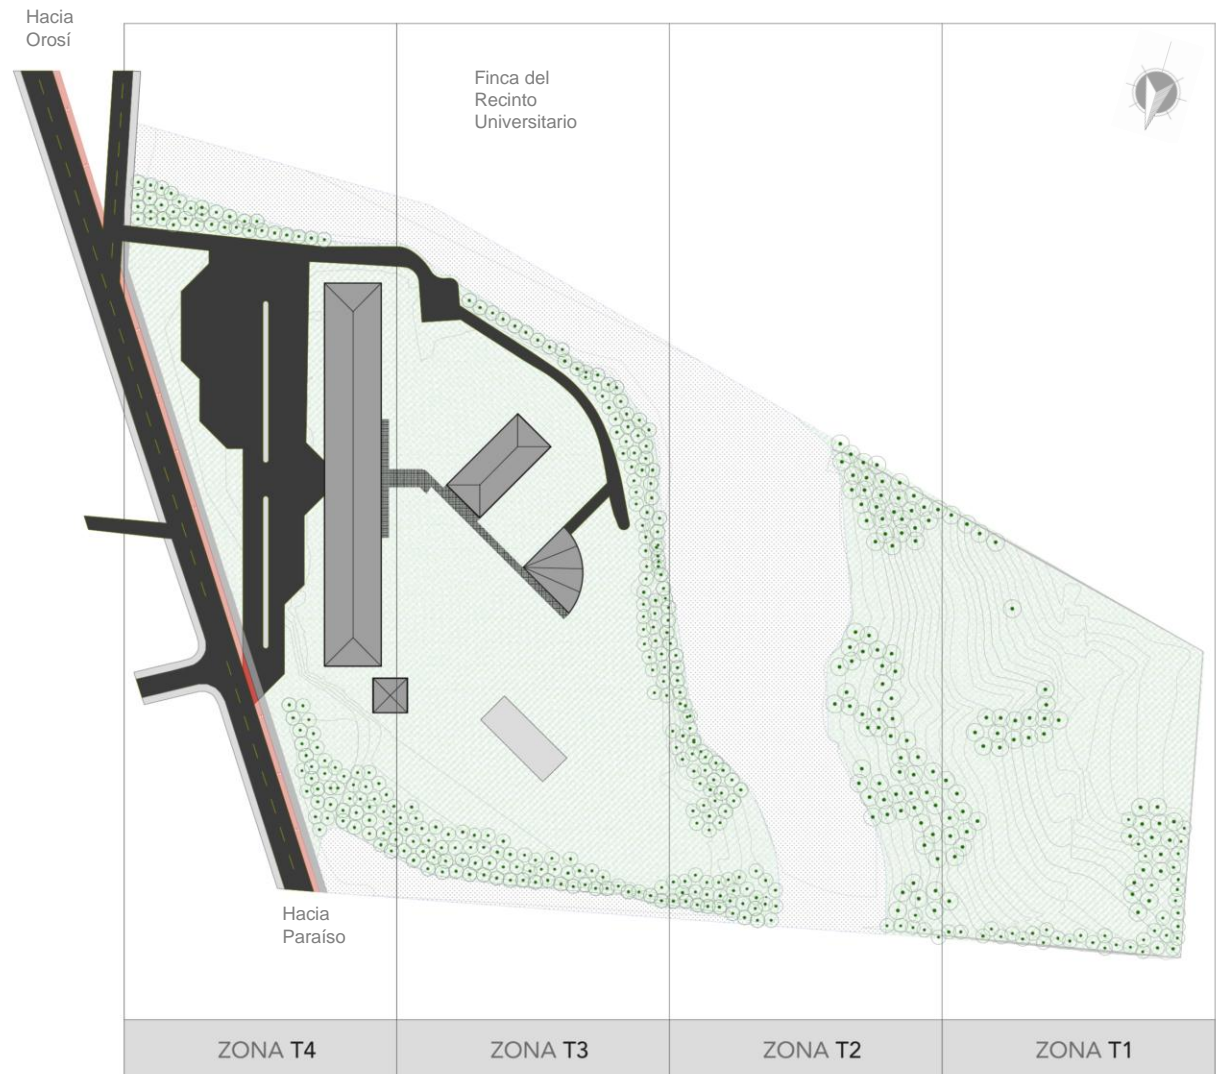 Hacia
Orosí
Finca del
Recinto
Universitario
Hacia
Paraíso
ZONA T4
ZONA T3
ZONA T2
ZONA T1